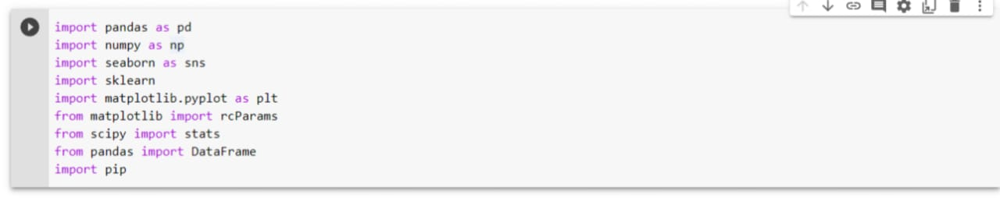 import pandas as pd
import numpy as np
import seaborn as sns
import sklearn
import matplotlib.pyplot as plt
from matplotlib import rcParams
from scipy import stats
from pandas import DataFrame
import pip